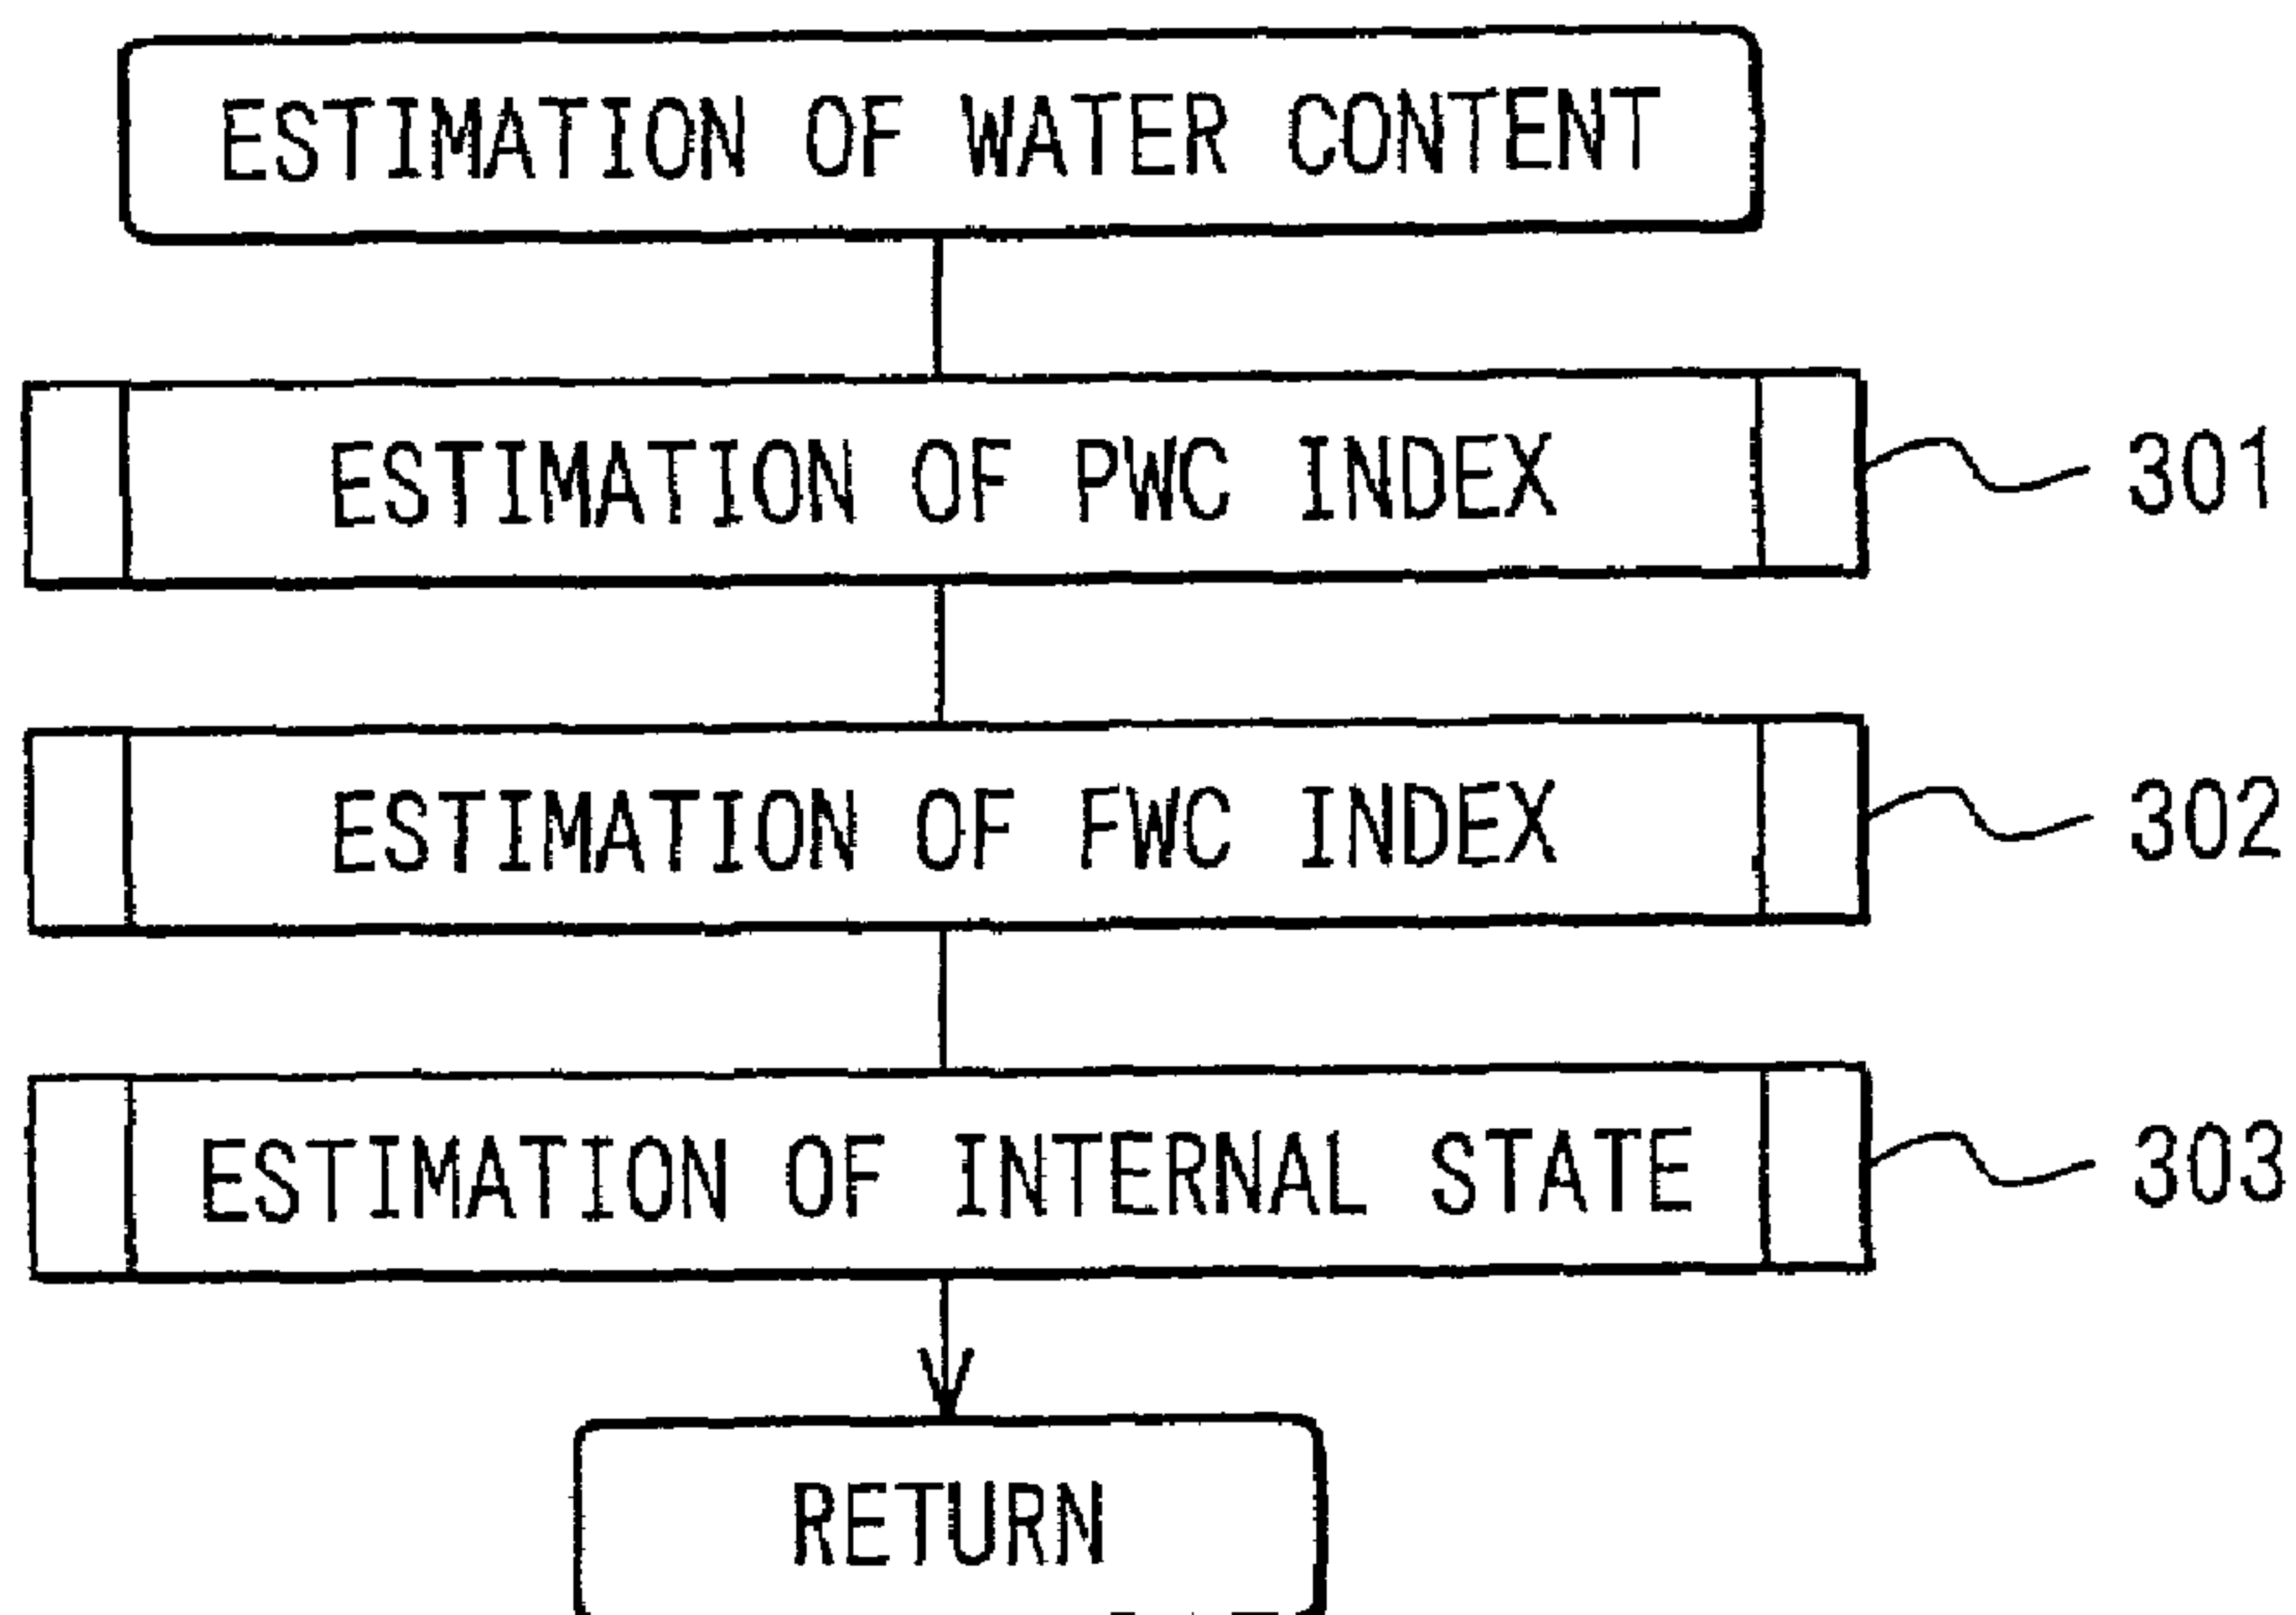 ESTIMATION OF WATER CONTENT
ESTIMATION OF PWC INDEX
301
ESTIMATION OF FWC INDEX
302
ESTIMATION OF INTERNAL STATE
303
RETURN